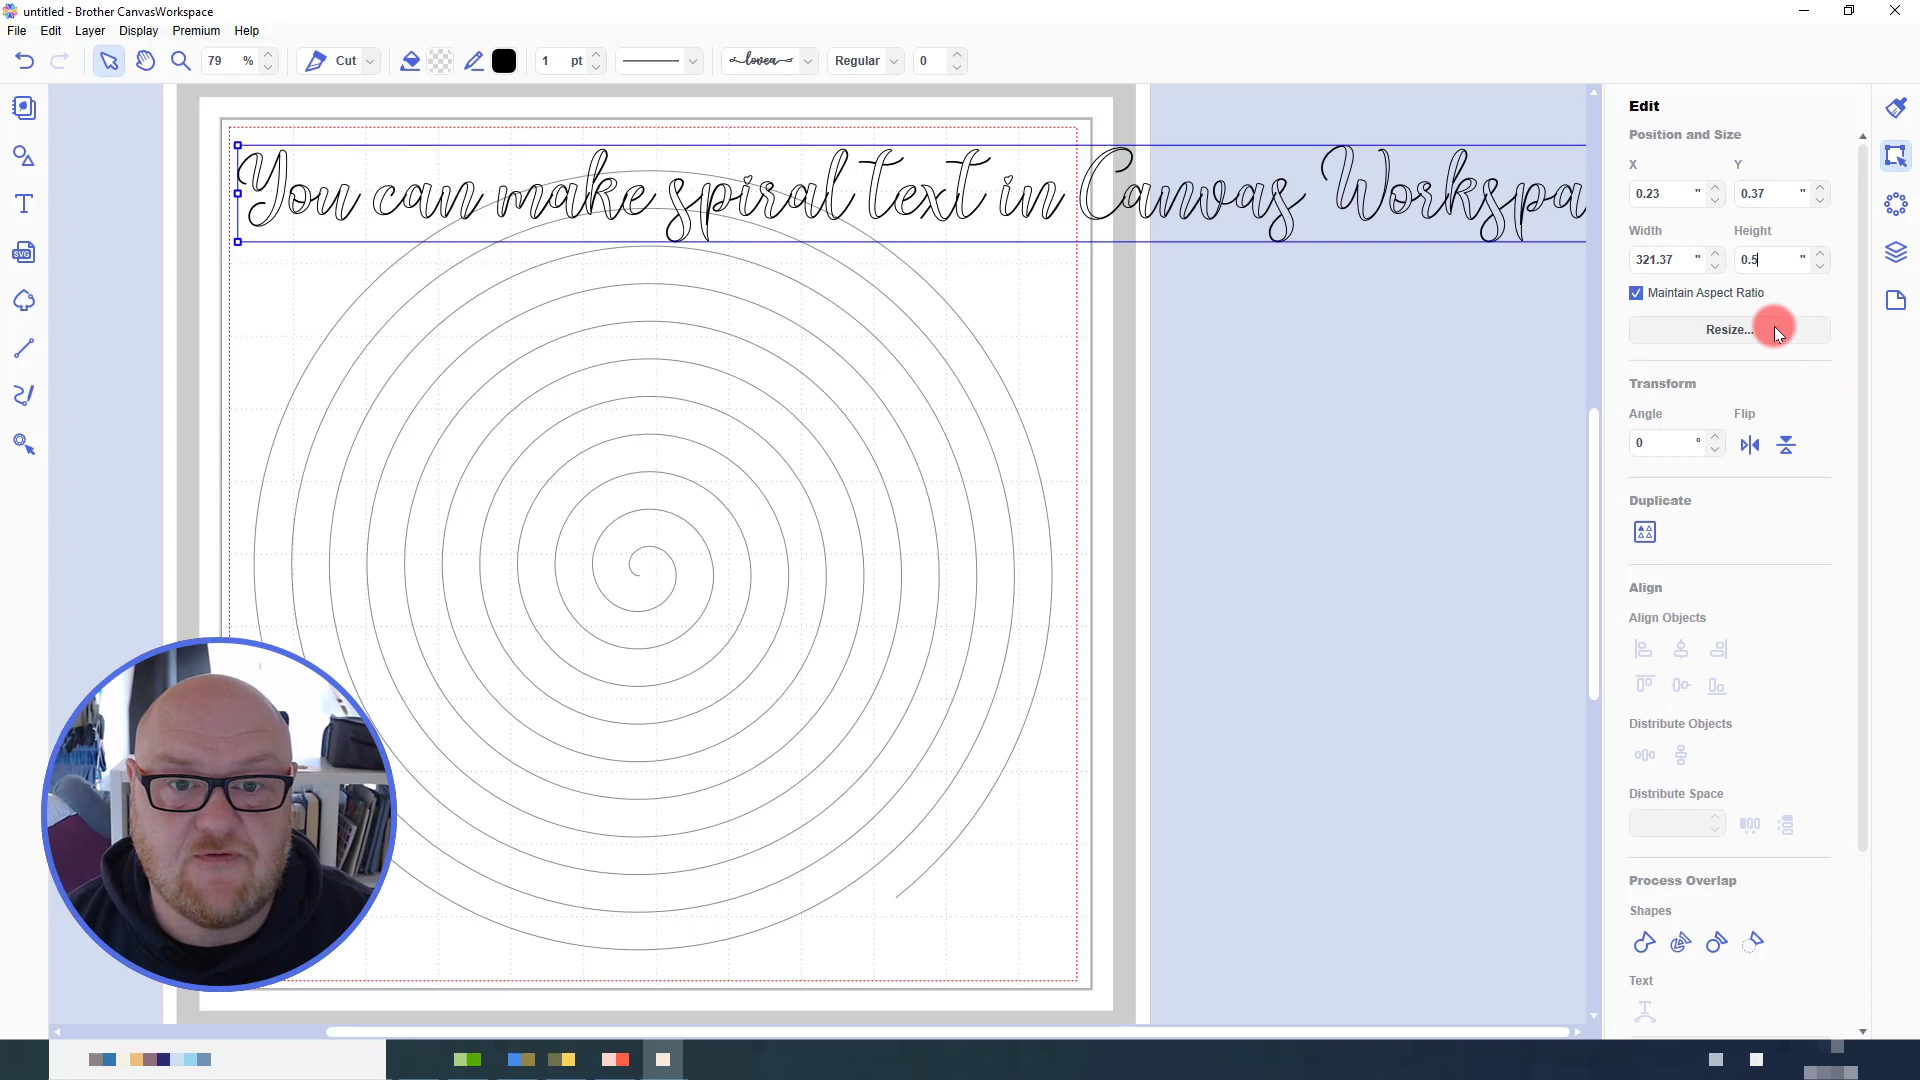 untitled - Brother CanvasWorkspace
File Edit Layer Display Premium Help
79 % Cut 1 pt lover Regular 0
You can make spiral text in Canvas Workspa
SVG
Edit
Position and Size
X Y
0.23 " 0.37 "
Width Height
321.37 " 0.5 "
Maintain Aspect Ratio
Resize...
Transform
Angle Flip
0 °
Duplicate
Align
Align Objects
Distribute Objects
Distribute Space
Process Overlap
Shapes
Text